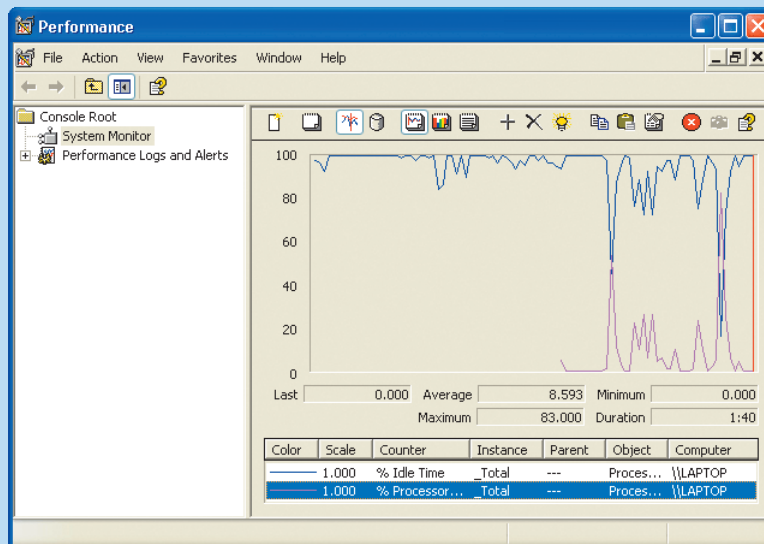 Performance
File Action View Favorites Window Help
Console Root
System Monitor
Performance Logs and Alerts
100
80
60
40
20
0
Last 0.000 Average 8.593 Minimum 0.000
Maximum 83.000 Duration 1:40
Color Scale Counter Instance Parent Object Computer
1.000 % Idle Time _Total --- Proces... \\LAPTOP
1.000 % Processor... _Total --- Proces... \\LAPTOP